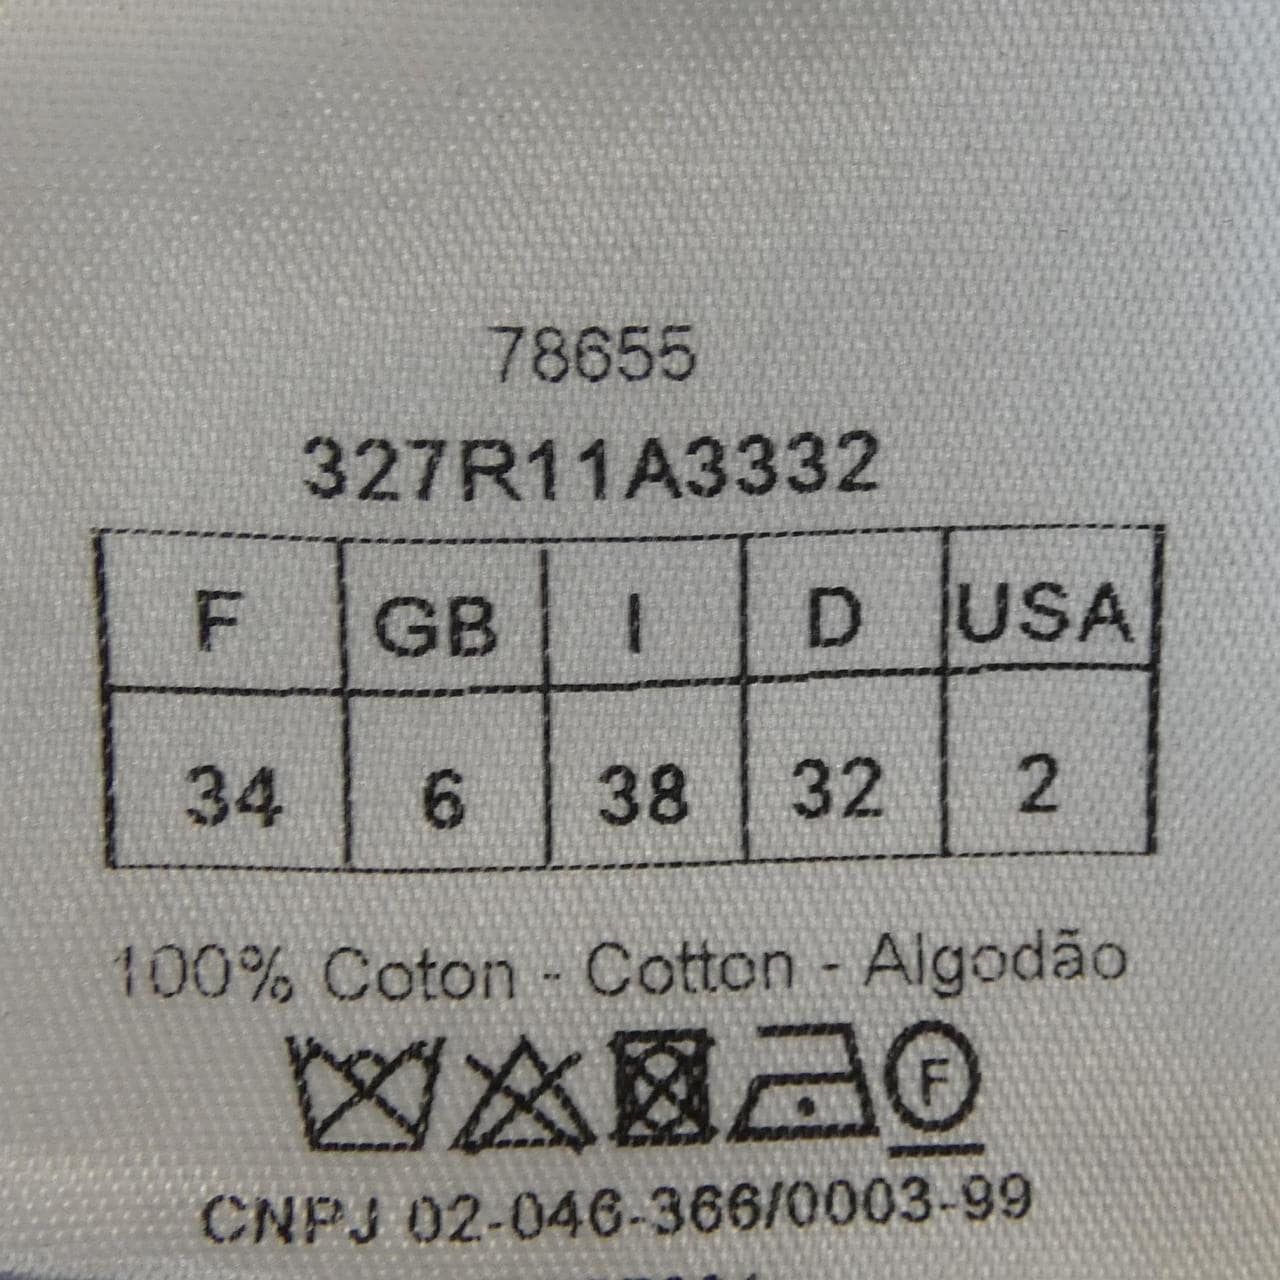 78655
327R11A3332
F GB I D USA
34 6 38 32 2
100% Coton - Cotton - Algodão
F
CNPJ 02-046-366/0003-99